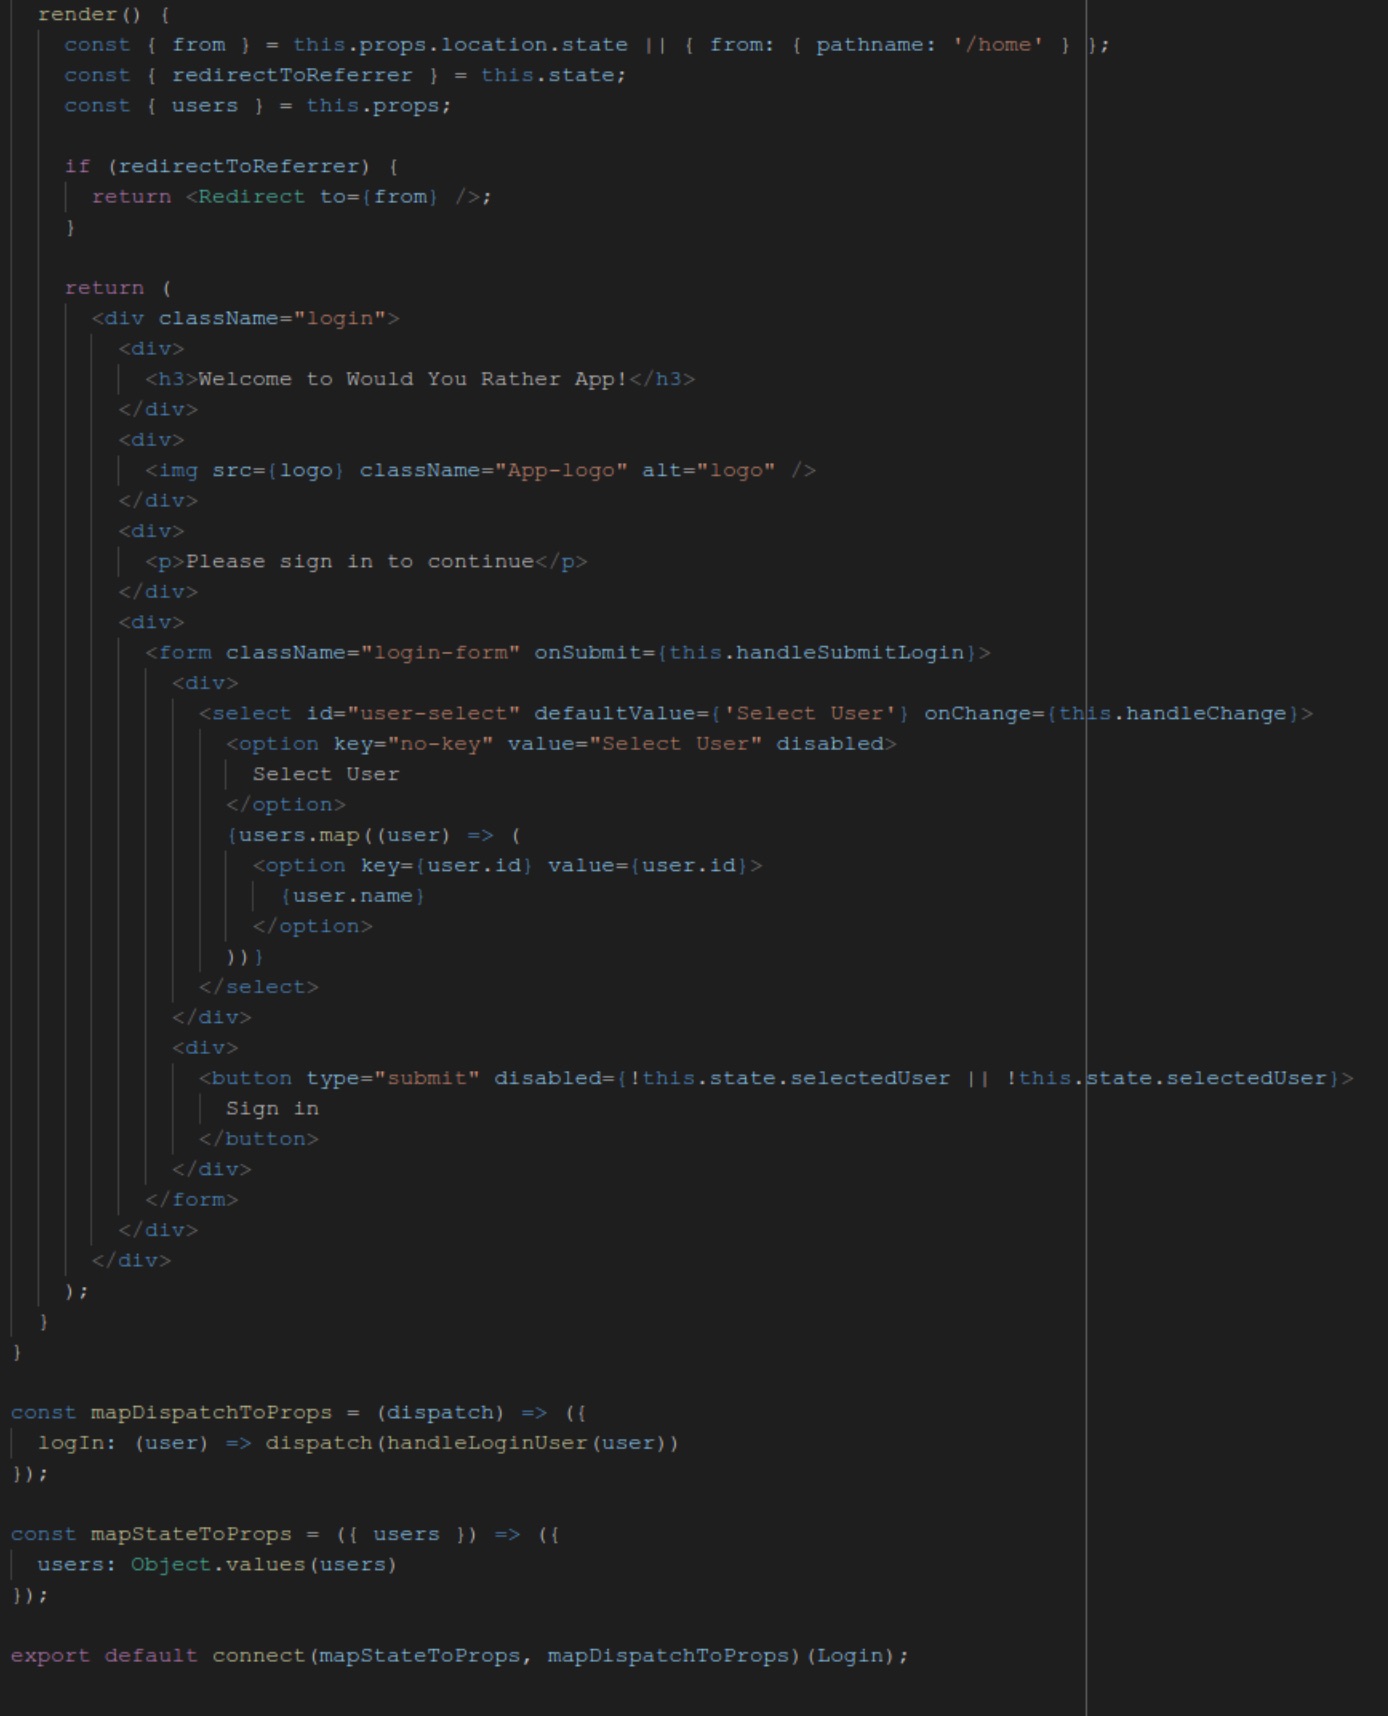 render() {
const { from } = this.props.location.state || { from: { pathname: '/home' } };
const { redirectToReferrer } = this.state;
const { users } = this.props;
if (redirectToReferrer) {
return <Redirect to={from} />;
}
return (
<div className="login">
<div>
<h3>Welcome to Would You Rather App!</h3>
</div>
<div>
<img src={logo} className="App-logo" alt="logo" />
</div>
<div>
<p>Please sign in to continue</p>
</div>
<div>
<form className="login-form" onSubmit={this.handleSubmitLogin}>
<div>
<select id="user-select" defaultValue={'Select User'} onChange={this.handleChange}>
<option key="no-key" value="Select User" disabled>
Select User
</option>
{users.map((user) => (
<option key={user.id} value={user.id}>
{user.name}
</option>
))}
</select>
</div>
<div>
<button type="submit" disabled={!this.state.selectedUser || !this.state.selectedUser}>
Sign in
</button>
</div>
</form>
</div>
</div>
);
}
}
const mapDispatchToProps = (dispatch) => ({
logIn: (user) => dispatch(handleLoginUser(user))
});
const mapStateToProps = ({ users }) => ({
users: Object.values(users)
});
export default connect(mapStateToProps, mapDispatchToProps)(Login);